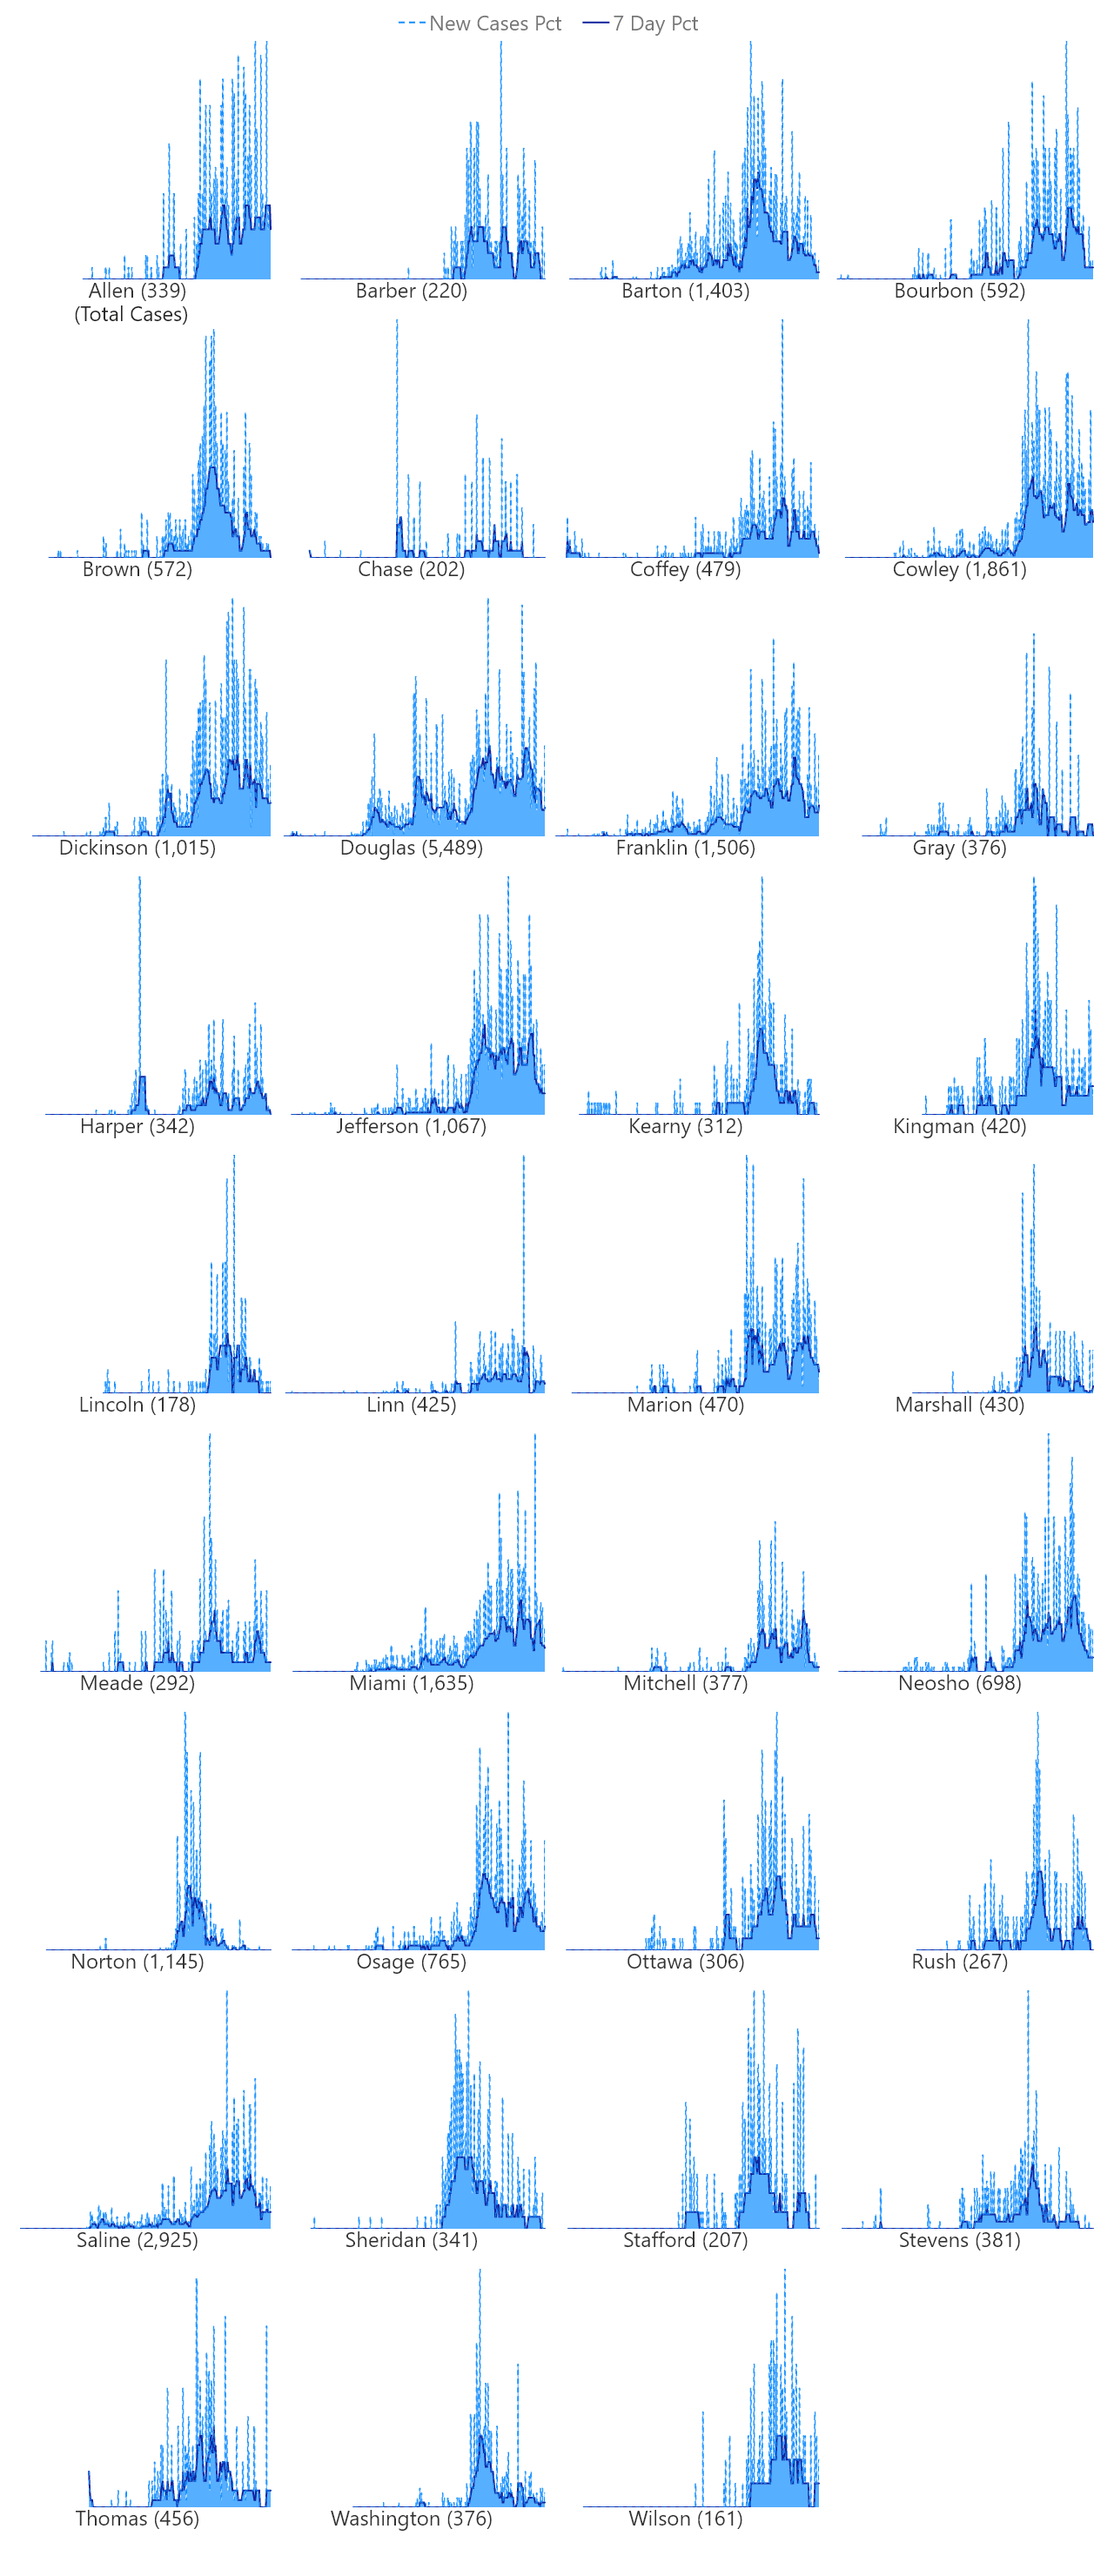 New Cases Pct 7 Day Pct
Allen (339) Barber (220) Barton (1,403) Bourbon (592)
(Total Cases)
Brown (572) Chase (202) Coffey (479) Cowley (1,861)
Dickinson (1,015) Douglas (5,489) Franklin (1,506) Gray (376)
Harper (342) Jefferson (1,067) Kearny (312) Kingman (420)
Lincoln (178) Linn (425) Marion (470) Marshall (430)
Meade (292) Miami (1,635) Mitchell (377) Neosho (698)
Norton (1,145) Osage (765) Ottawa (306) Rush (267)
Saline (2,925) Sheridan (341) Stafford (207) Stevens (381)
Thomas (456) Washington (376) Wilson (161)